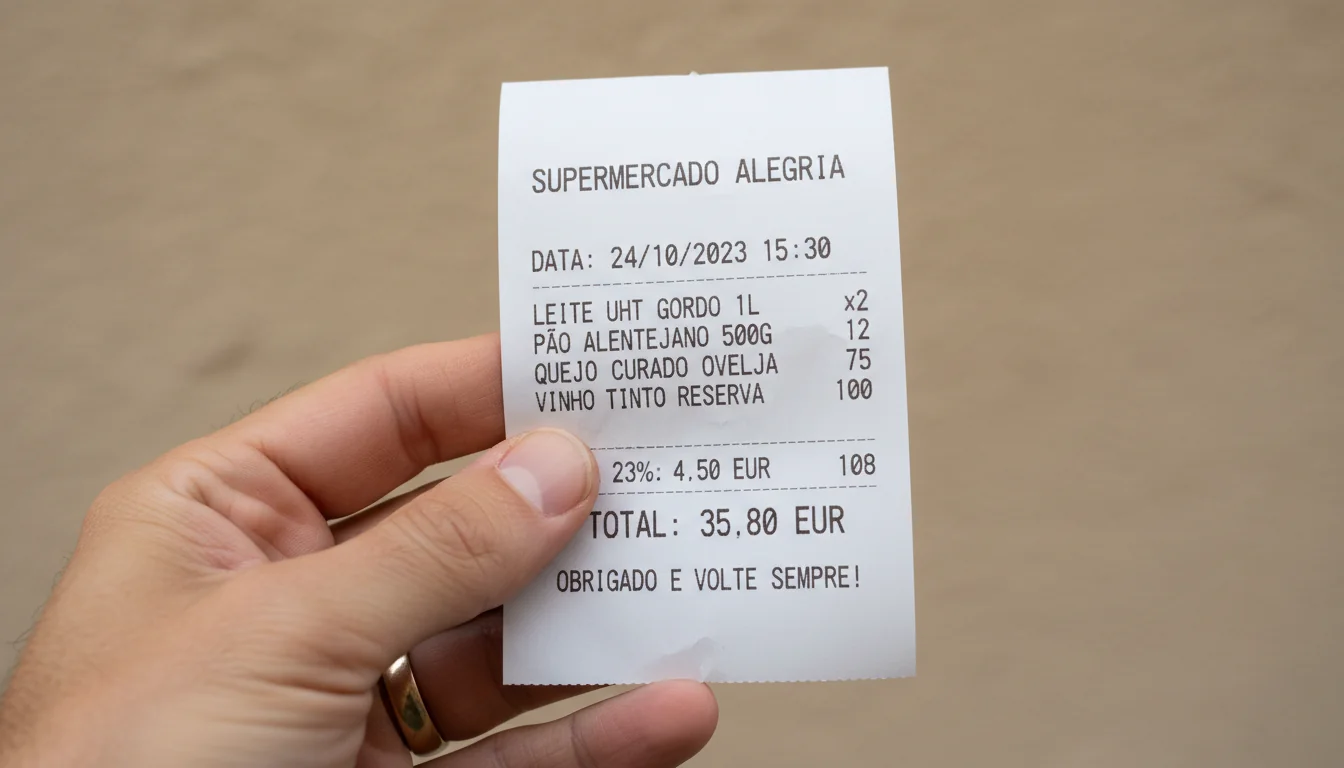 SUPERMERCADO ALEGRIA
DATA: 24/10/2023 15:30
LEITE UHT GORDO 1L x2
PÃO ALENTEJANO 500G 12
QUEJO CURADO OVELJA 75
VINHO TINTO RESERVA 100
23%: 4,50 EUR 108
TOTAL: 35,80 EUR
OBRIGADO E VOLTE SEMPRE!